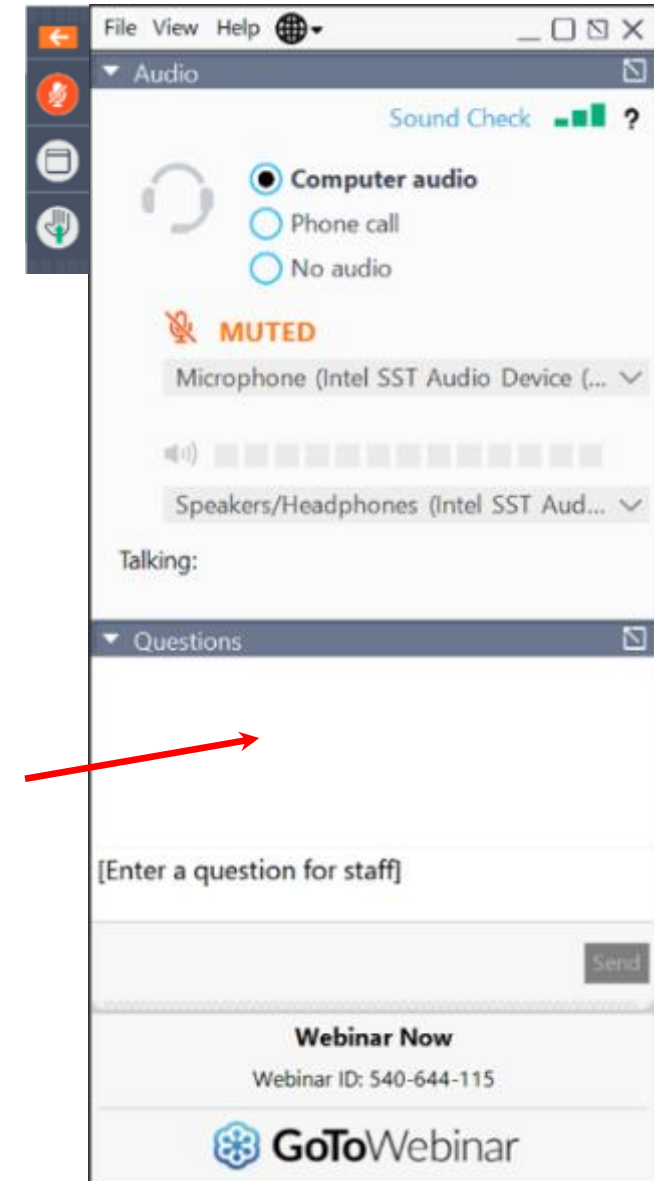 File View Help
Audio
Sound Check ?
Computer audio
Phone call
No audio
MUTED
Microphone (Intel SST Audio Device (...
Speakers/Headphones (Intel SST Aud...
Talking:
Questions
[Enter a question for staff]
Send
Webinar Now
Webinar ID: 540-644-115
GoToWebinar